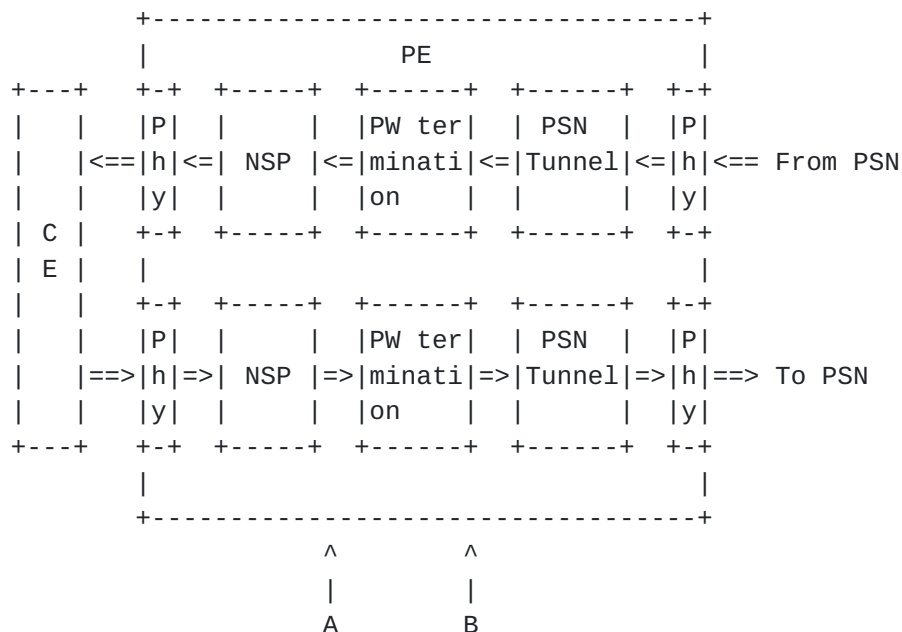 +------------------------------------+
         |                 PE                 |
 +---+   +-+  +-----+  +------+  +------+  +-+
 |   |   |P|  |     |  |PW ter|  | PSN  |  |P|
 |   |<==|h|<=| NSP |<=|minati|<=|Tunnel|<=|h|<== From PSN
 |   |   |y|  |     |  |on    |  |      |  |y|
 | C |   +-+  +-----+  +------+  +------+  +-+
 | E |   |                                    |
 |   |   +-+  +-----+  +------+  +------+  +-+
 |   |   |P|  |     |  |PW ter|  | PSN  |  |P|
 |   |==>|h|=>| NSP |=>|minati|=>|Tunnel|=>|h|==> To PSN
 |   |   |y|  |     |  |on    |  |      |  |y|
 +---+   +-+  +-----+  +------+  +------+  +-+
         |                                    |
         +------------------------------------+
                     ^        ^
                     |        |
                     A        B